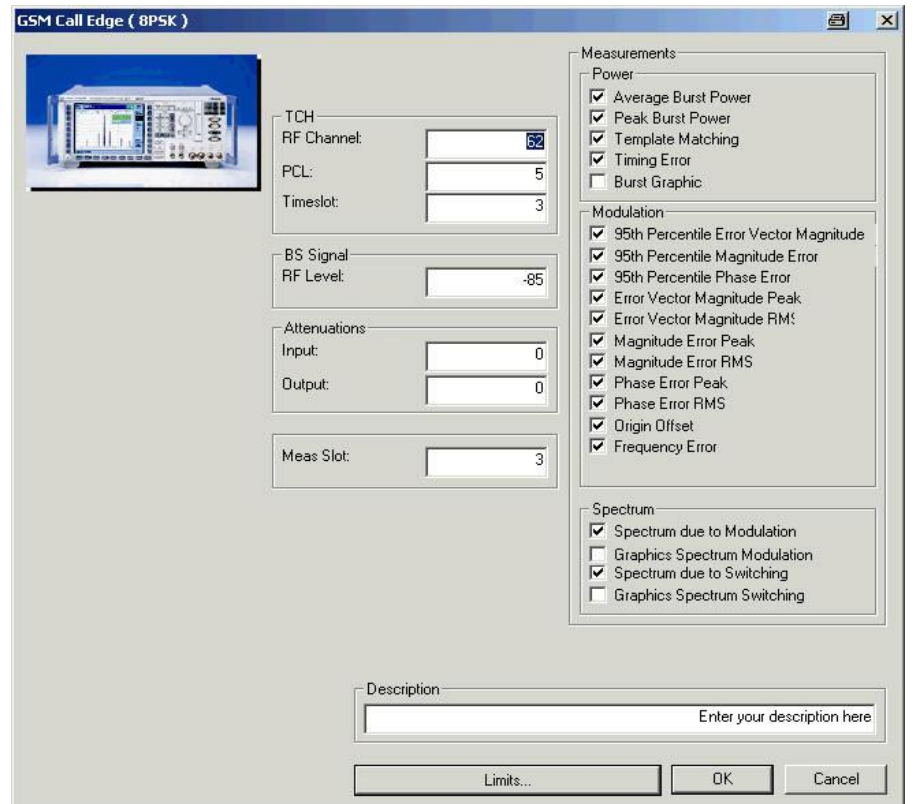 GSM Call Edge ( 8PSK )
TCH
RF Channel: 62
PCL: 5
Timeslot: 3
BS Signal
RF Level: -85
Attenuations
Input: 0
Output: 0
Meas Slot: 3
Measurements
Power
Average Burst Power
Peak Burst Power
Template Matching
Timing Error
Burst Graphic
Modulation
95th Percentile Error Vector Magnitude
95th Percentile Magnitude Error
95th Percentile Phase Error
Error Vector Magnitude Peak
Error Vector Magnitude RMS
Magnitude Error Peak
Magnitude Error RMS
Phase Error Peak
Phase Error RMS
Origin Offset
Frequency Error
Spectrum
Spectrum due to Modulation
Graphics Spectrum Modulation
Spectrum due to Switching
Graphics Spectrum Switching
Description
Enter your description here
Limits...
OK
Cancel